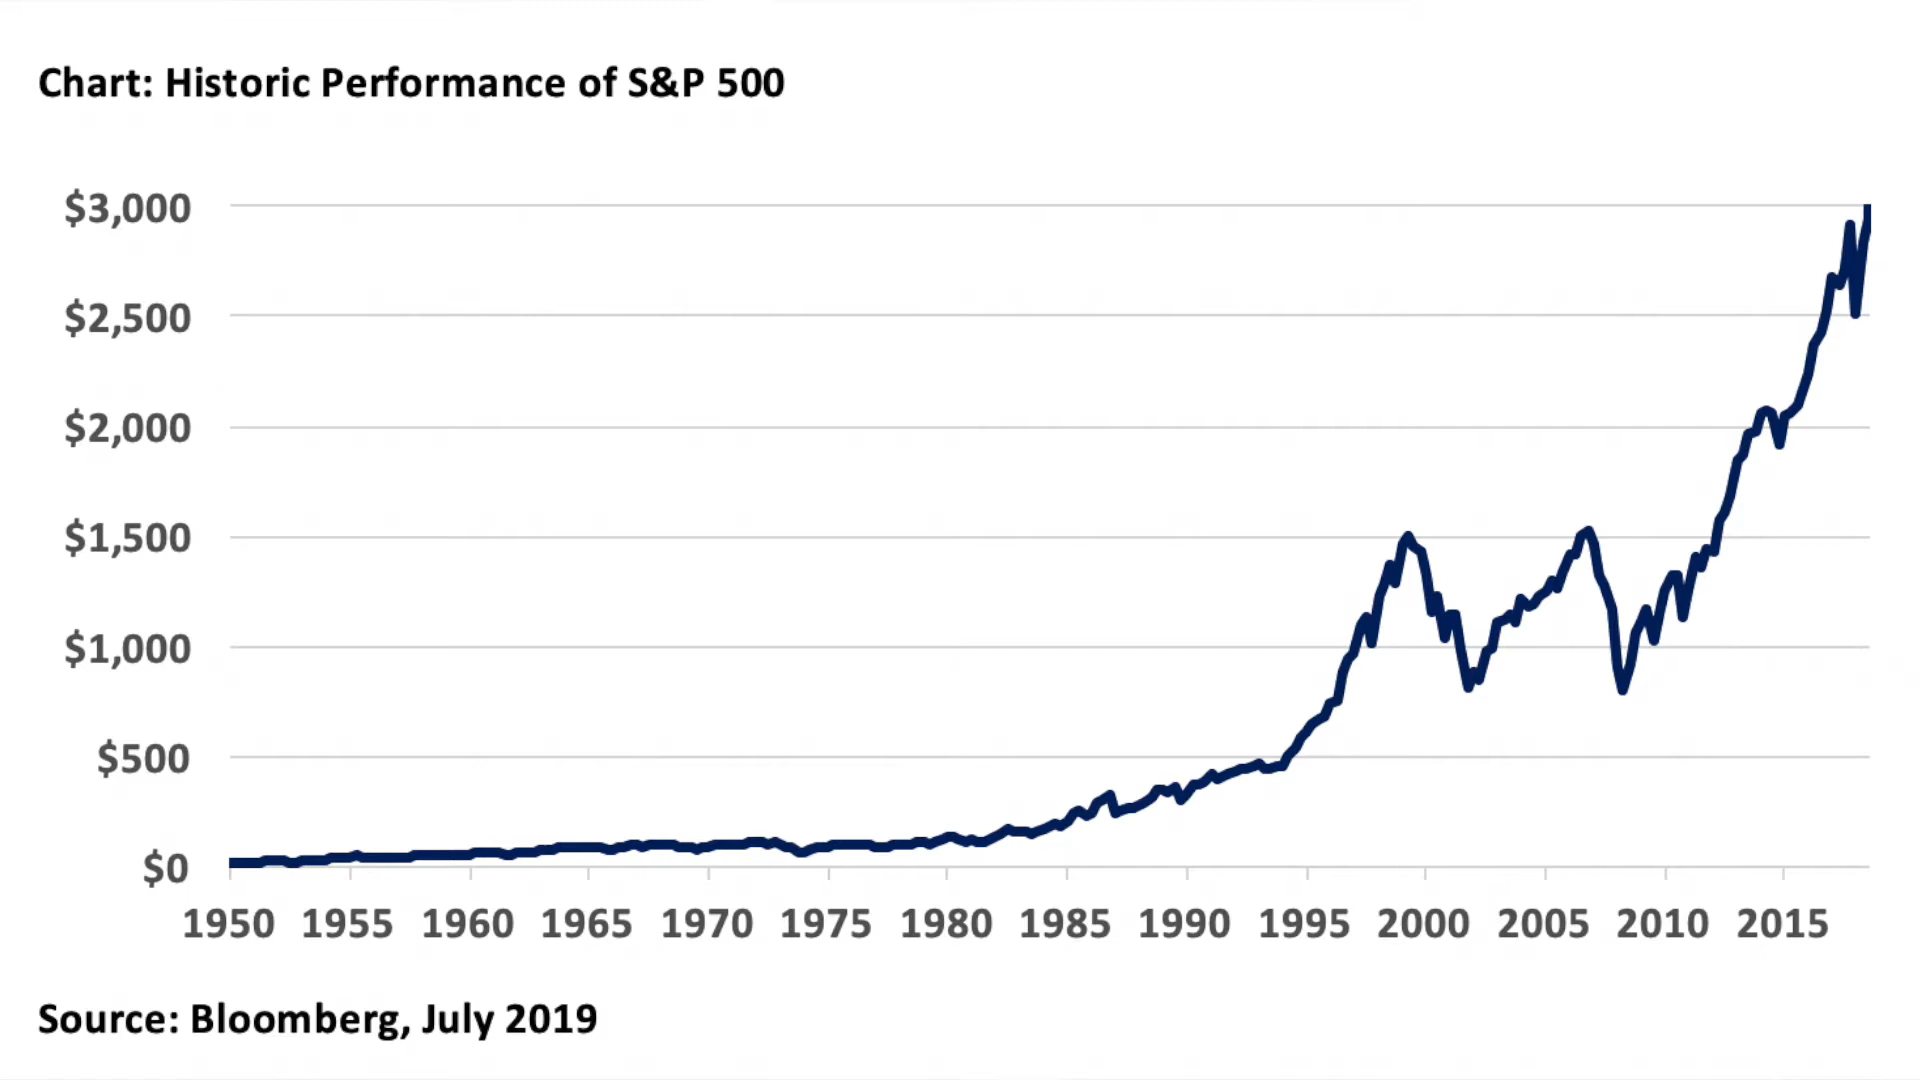 Chart: Historic Performance of S&P 500
$3,000
$2,500
$2,000
$1,500
$1,000
$500
$0
1950 1955 1960 1965 1970 1975 1980 1985 1990 1995 2000 2005 2010 2015
Source: Bloomberg, July 2019